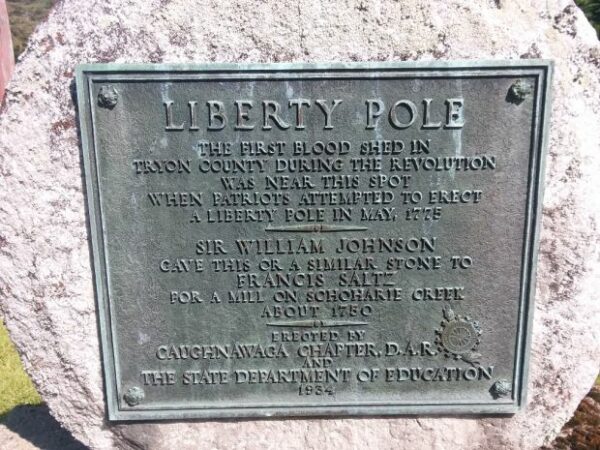 LIBERTY POLE
THE FIRST BLOOD SHED IN
TRYON COUNTY DURING THE REVOLUTION
WAS NEAR THIS SPOT
WHEN PATRIOTS ATTEMPTED TO ERECT
A LIBERTY POLE IN MAY, 1775
SIR WILLIAM JOHNSON
GAVE THIS OR A SIMILAR STONE TO
FRANCIS SALTZ
FOR A MILL ON SCHOHARIE CREEK
ABOUT 1750
ERECTED BY
CAUGHNAWAGA CHAPTER, D.A.R.
AND
THE STATE DEPARTMENT OF EDUCATION
1934